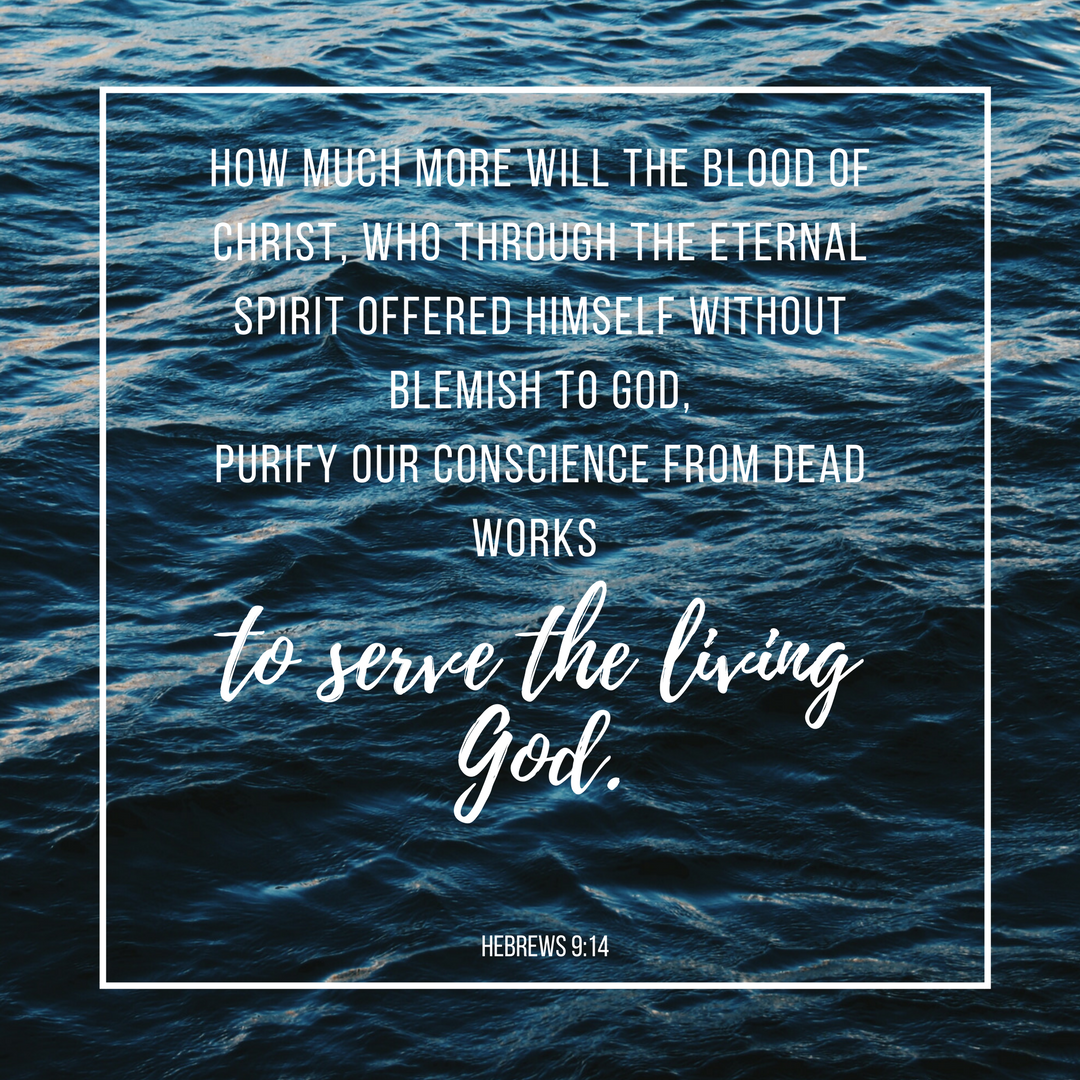 HOW MUCH MORE WILL THE BLOOD OF
CHRIST, WHO THROUGH THE ETERNAL
SPIRIT OFFERED HIMSELF WITHOUT
BLEMISH TO GOD,
PURIFY OUR CONSCIENCE FROM DEAD
WORKS
to serve the living
God.
HEBREWS 9:14